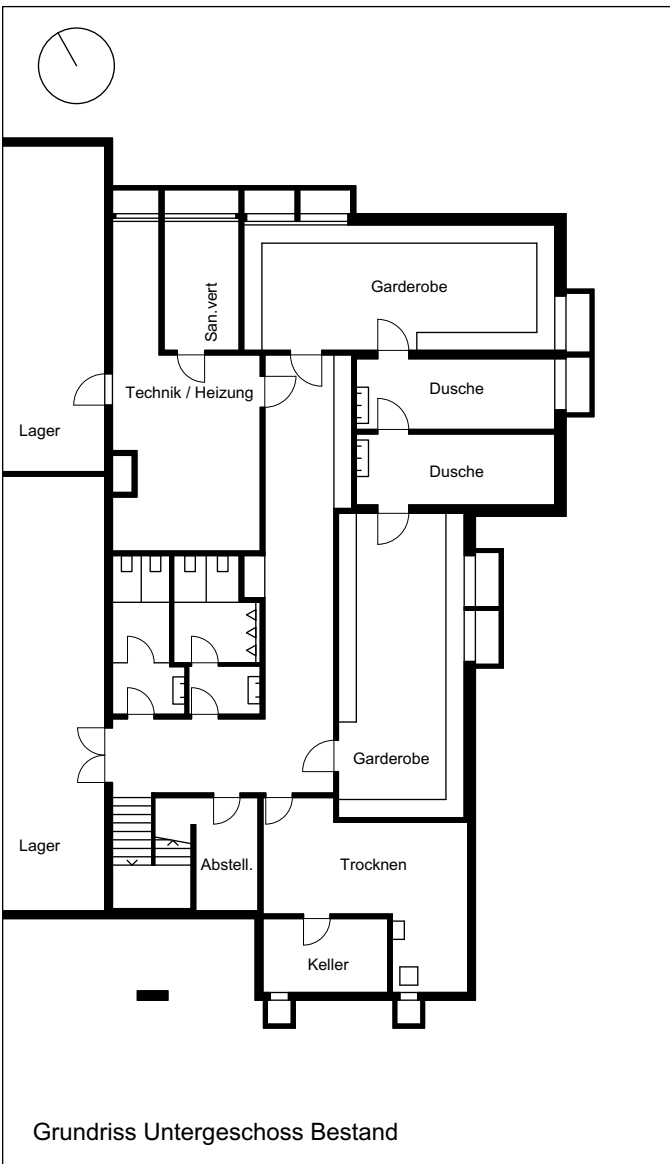 Garderobe
San.vert
Technik / Heizung
Dusche
Lager
Dusche
Garderobe
Lager
Abstell.
Trocknen
Keller
Grundriss Untergeschoss Bestand